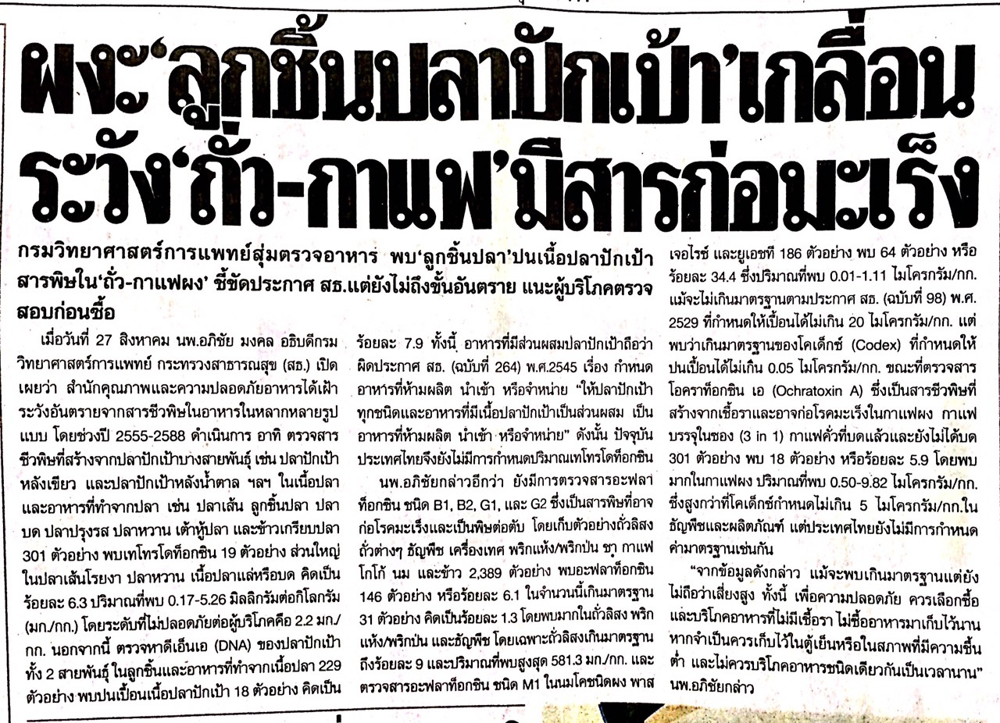 ผงะ‘ลูกชิ้นปลาปักเป้า’เกลื่อน
ระวัง‘ถั่ว-กาแฟ’มีสารก่อมะเร็ง
กรมวิทยาศาสตร์การแพทย์สุ่มตรวจอาหาร พบ‘ลูกชิ้นปลา’ปนเนื้อปลาปักเป้า
สารพิษใน‘ถั่ว-กาแฟผง’ ชี้ขัดประกาศ สธ.แต่ยังไม่ถึงขั้นอันตราย แนะผู้บริโภคตรวจ
สอบก่อนซื้อ
เมื่อวันที่ 27 สิงหาคม นพ.อภิชัย มงคล อธิบดีกรม
วิทยาศาสตร์การแพทย์ กระทรวงสาธารณสุข (สธ.) เปิด
เผยว่า สำนักคุณภาพและความปลอดภัยอาหารได้เฝ้า
ระวังอันตรายจากสารชีวพิษในอาหารในหลากหลายรูป
แบบ โดยช่วงปี 2555-2588 ดำเนินการ อาทิ ตรวจสาร
ชีวพิษที่สร้างจากปลาปักเป้าบางสายพันธุ์ เช่น ปลาปักเป้า
หลังเขียว และปลาปักเป้าหลังน้ำตาล ฯลฯ ในเนื้อปลา
และอาหารที่ทำจากปลา เช่น ปลาเส้น ลูกชิ้นปลา ปลา
บด ปลาปรุงรส ปลาหวาน เต้าหู้ปลา และข้าวเกรียบปลา
301 ตัวอย่าง พบเทโทรโดท็อกซิน 19 ตัวอย่าง ส่วนใหญ่
ในปลาเส้นโรยงา ปลาหวาน เนื้อปลาแล่หรือบด คิดเป็น
ร้อยละ 6.3 ปริมาณที่พบ 0.17-5.26 มิลลิกรัมต่อกิโลกรัม
(มก./กก.) โดยระดับที่ไม่ปลอดภัยต่อผู้บริโภคคือ 2.2 มก./
กก. นอกจากนี้ ตรวจหาดีเอ็นเอ (DNA) ของปลาปักเป้า
ทั้ง 2 สายพันธุ์ ในลูกชิ้นและอาหารที่ทำจากเนื้อปลา 229
ตัวอย่าง พบปนเปื้อนเนื้อปลาปักเป้า 18 ตัวอย่าง คิดเป็น
ร้อยละ 7.9 ทั้งนี้ อาหารที่มีส่วนผสมปลาปักเป้าถือว่า
ผิดประกาศ สธ. (ฉบับที่ 264) พ.ศ.2545 เรื่อง กำหนด
อาหารที่ห้ามผลิต นำเข้า หรือจำหน่าย “ให้ปลาปักเป้า
ทุกชนิดและอาหารที่มีเนื้อปลาปักเป้าเป็นส่วนผสม เป็น
อาหารที่ห้ามผลิต นำเข้า หรือจำหน่าย” ดังนั้น ปัจจุบัน
ประเทศไทยจึงยังไม่มีการกำหนดปริมาณเทโทรโดท็อกซิน
นพ.อภิชัยกล่าวอีกว่า ยังมีการตรวจสารอะฟลา
ท็อกซิน ชนิด B1, B2, G1, และ G2 ซึ่งเป็นสารพิษที่อาจ
ก่อโรคมะเร็งและเป็นพิษต่อตับ โดยเก็บตัวอย่างถั่วลิสง
ถั่วต่างๆ ธัญพืช เครื่องเทศ พริกแห้ง/พริกป่น ชา กาแฟ
โกโก้ นม และข้าว 2,389 ตัวอย่าง พบอะฟลาท็อกซิน
146 ตัวอย่าง หรือร้อยละ 6.1 ในจำนวนนี้เกินมาตรฐาน
31 ตัวอย่าง คิดเป็นร้อยละ 1.3 โดยพบมากในถั่วลิสง พริก
แห้ง/พริกป่น และธัญพืช โดยเฉพาะถั่วลิสงเกินมาตรฐาน
ถึงร้อยละ 9 และปริมาณที่พบสูงสุด 581.3 มก./กก. และ
ตรวจสารอะฟลาท็อกซิน ชนิด M1 ในนมโคชนิดผง พาส
เจอไรซ์ และยูเอชที 186 ตัวอย่าง พบ 64 ตัวอย่าง หรือ
ร้อยละ 34.4 ซึ่งปริมาณที่พบ 0.01-1.11 ไมโครกรัม/กก.
แม้จะไม่เกินมาตรฐานตามประกาศ สธ. (ฉบับที่ 98) พ.ศ.
2529 ที่กำหนดให้เปื้อนได้ไม่เกิน 20 ไมโครกรัม/กก. แต่
พบว่าเกินมาตรฐานของโคเด็กซ์ (Codex) ที่กำหนดให้
ปนเปื้อนได้ไม่เกิน 0.05 ไมโครกรัม/กก. ขณะที่ตรวจสาร
โอคราท็อกซิน เอ (Ochratoxin A) ซึ่งเป็นสารชีวพิษที่
สร้างจากเชื้อราและอาจก่อโรคมะเร็งในกาแฟผง กาแฟ
บรรจุในซอง (3 in 1) กาแฟคั่วที่บดแล้วและยังไม่ได้บด
301 ตัวอย่าง พบ 18 ตัวอย่าง หรือร้อยละ 5.9 โดยพบ
มากในกาแฟผง ปริมาณที่พบ 0.50-9.82 ไมโครกรัม/กก.
ซึ่งสูงกว่าที่โคเด็กซ์กำหนดไม่เกิน 5 ไมโครกรัม/กก.ใน
ธัญพืชและผลิตภัณฑ์ แต่ประเทศไทยยังไม่มีการกำหนด
ค่ามาตรฐานเช่นกัน
“จากข้อมูลดังกล่าว แม้จะพบเกินมาตรฐานแต่ยัง
ไม่ถือว่าเสี่ยงสูง ทั้งนี้ เพื่อความปลอดภัย ควรเลือกซื้อ
และบริโภคอาหารที่ไม่มีเชื้อรา ไม่ซื้ออาหารมาเก็บไว้นาน
หากจำเป็นควรเก็บไว้ในตู้เย็นหรือในสภาพที่มีความชื้น
ต่ำ และไม่ควรบริโภคอาหารชนิดเดียวกันเป็นเวลานาน”
นพ.อภิชัยกล่าว